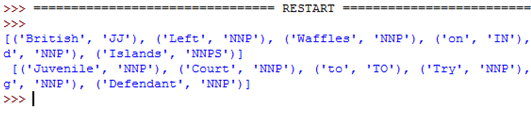 >>> ================================ RESTART ================================
>>>
[('British', 'JJ'), ('Left', 'NNP'), ('Waffles', 'NNP'), ('on', 'IN'),
d', 'NNP'), ('Islands', 'NNPS')]
[('Juvenile', 'NNP'), ('Court', 'NNP'), ('to', 'TO'), ('Try', 'NNP'),
g', 'NNP'), ('Defendant', 'NNP')]
>>>